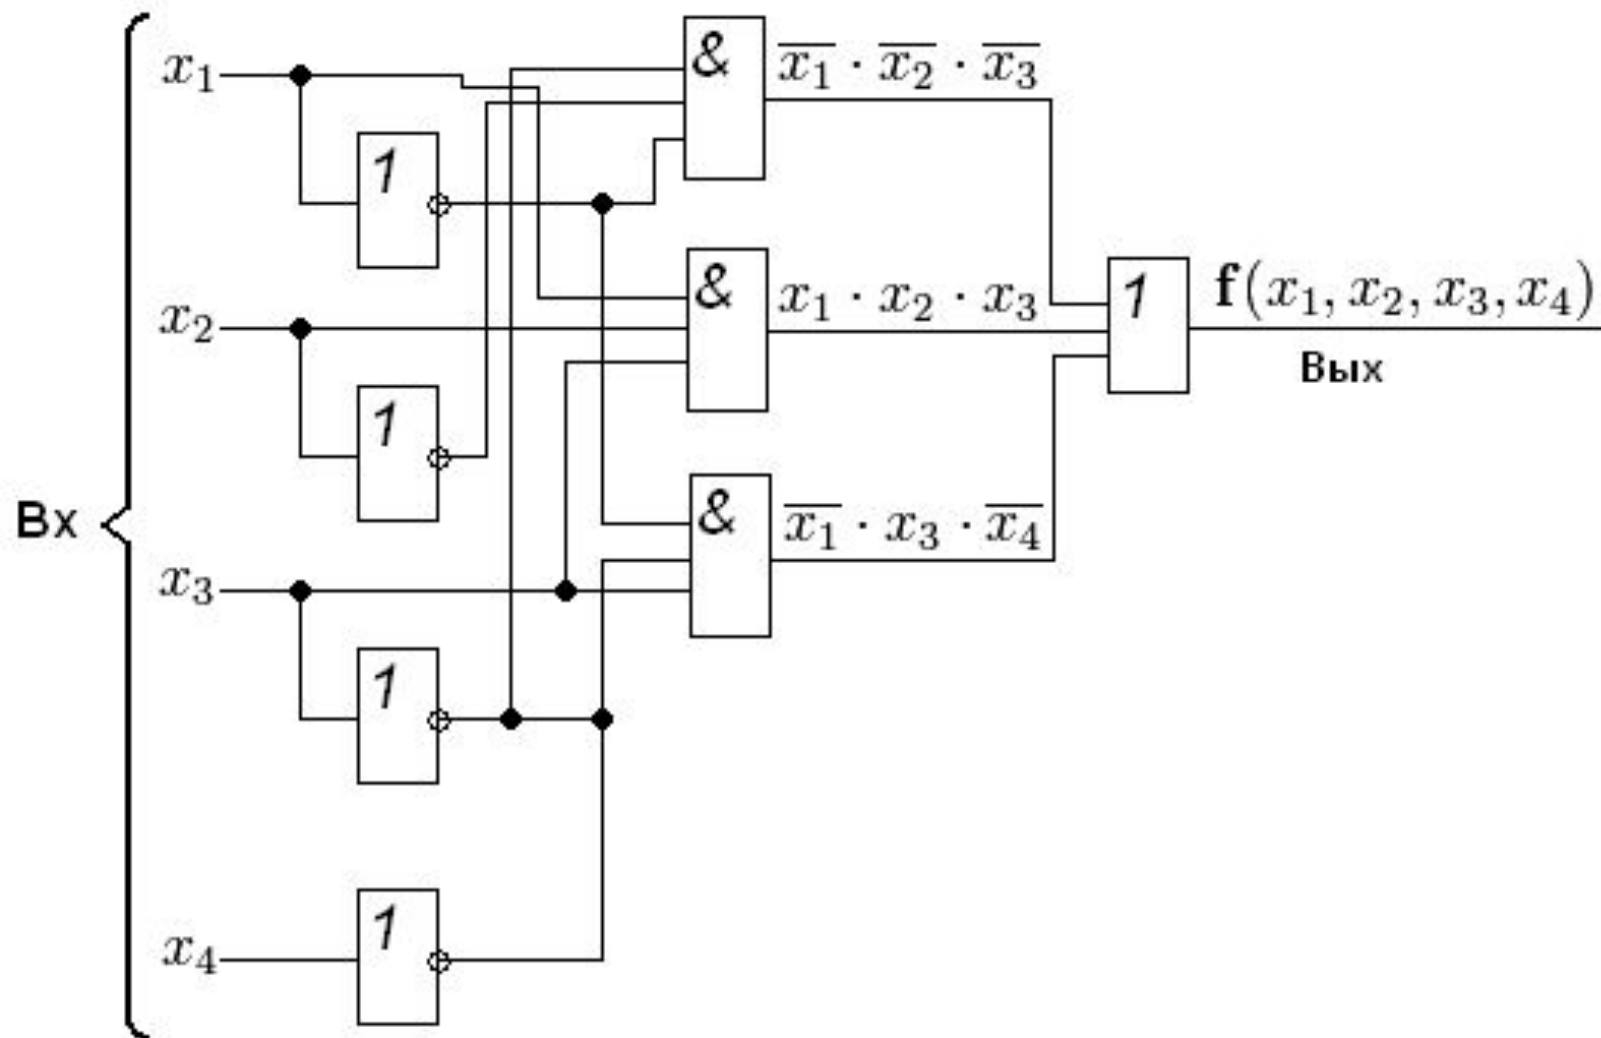 x₁
1
&
x̅₁ · x̅₂ · x̅₃
x₂
1
&
x₁ · x₂ · x₃
1
f(x₁, x₂, x₃, x₄)
Вых
Вх
x₃
1
&
x̅₁ · x₃ · x̅₄
x₄
1